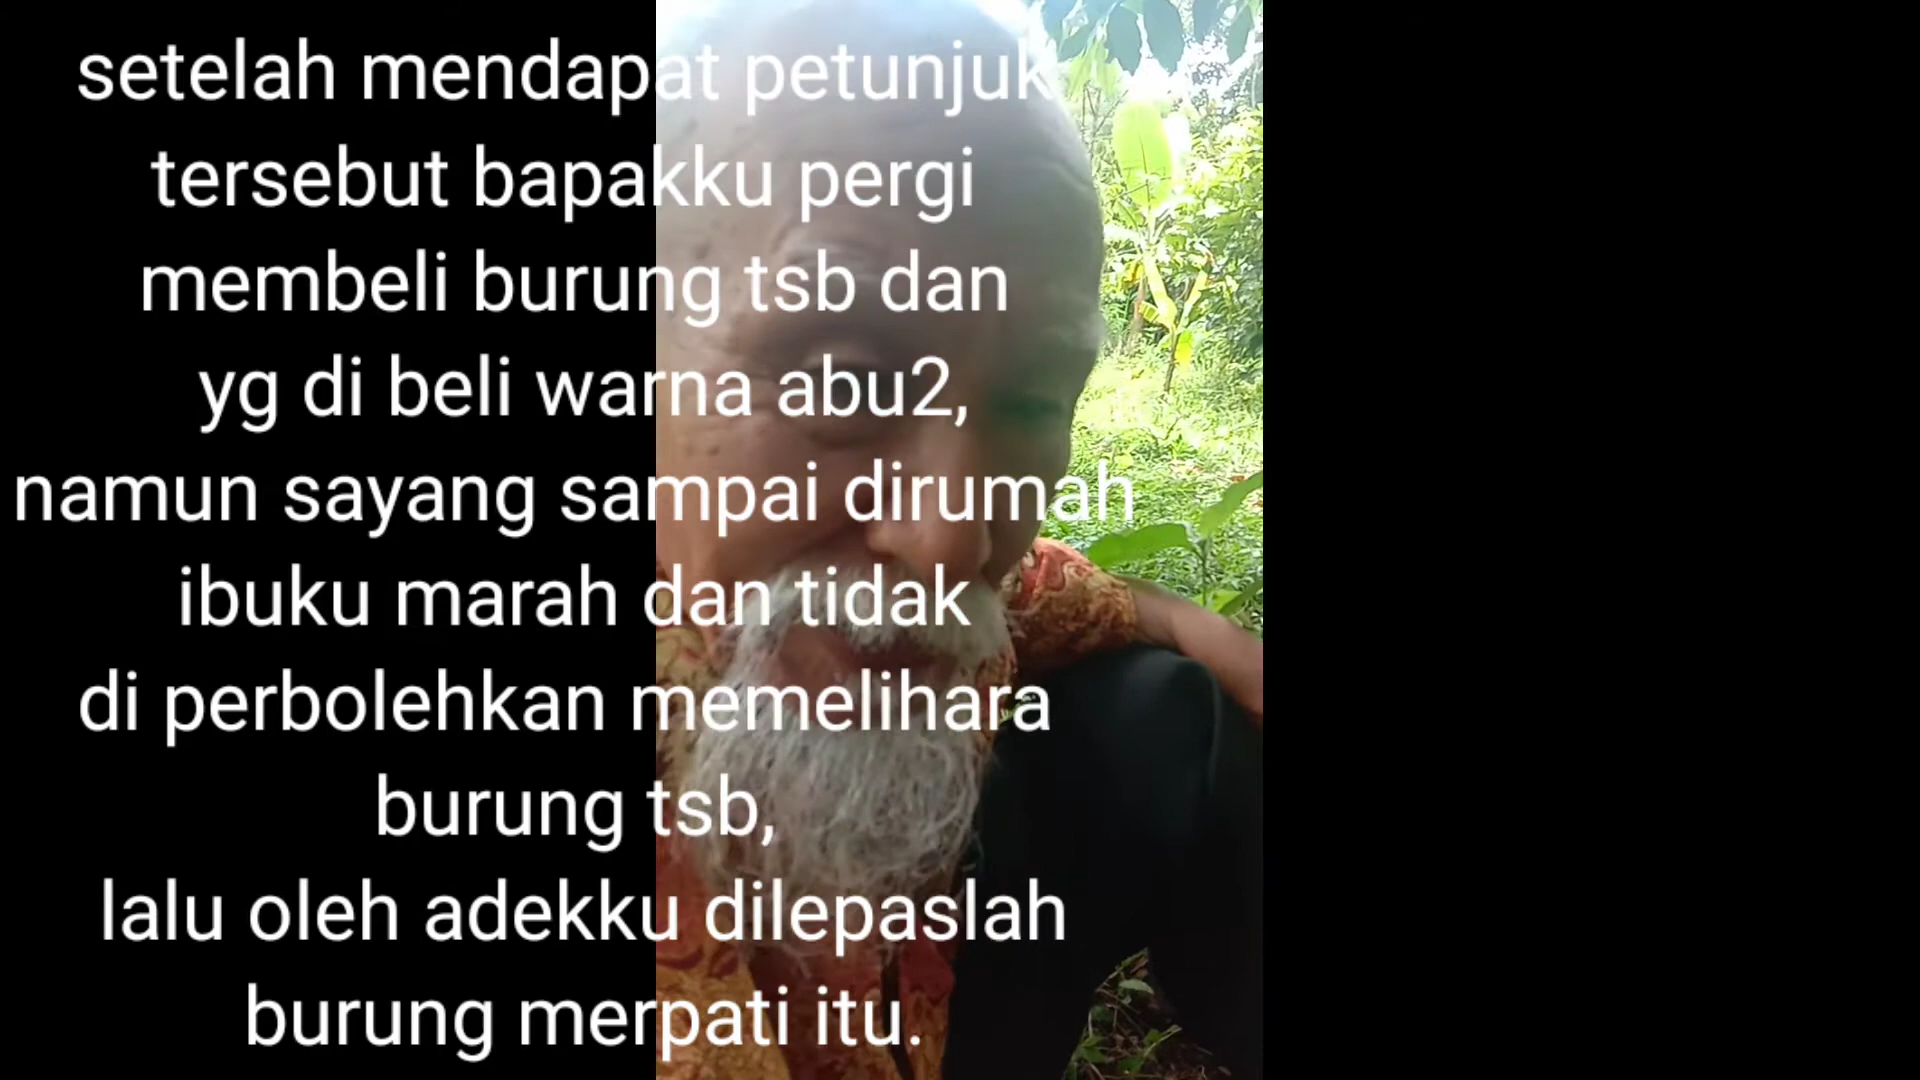 setelah mendapat petunjuk
tersebut bapakku pergi
membeli burung tsb dan
yg di beli warna abu2,
namun sayang sampai dirumah
ibuku marah dan tidak
di perbolehkan memelihara
burung tsb,
lalu oleh adekku dilepaslah
burung merpati itu.